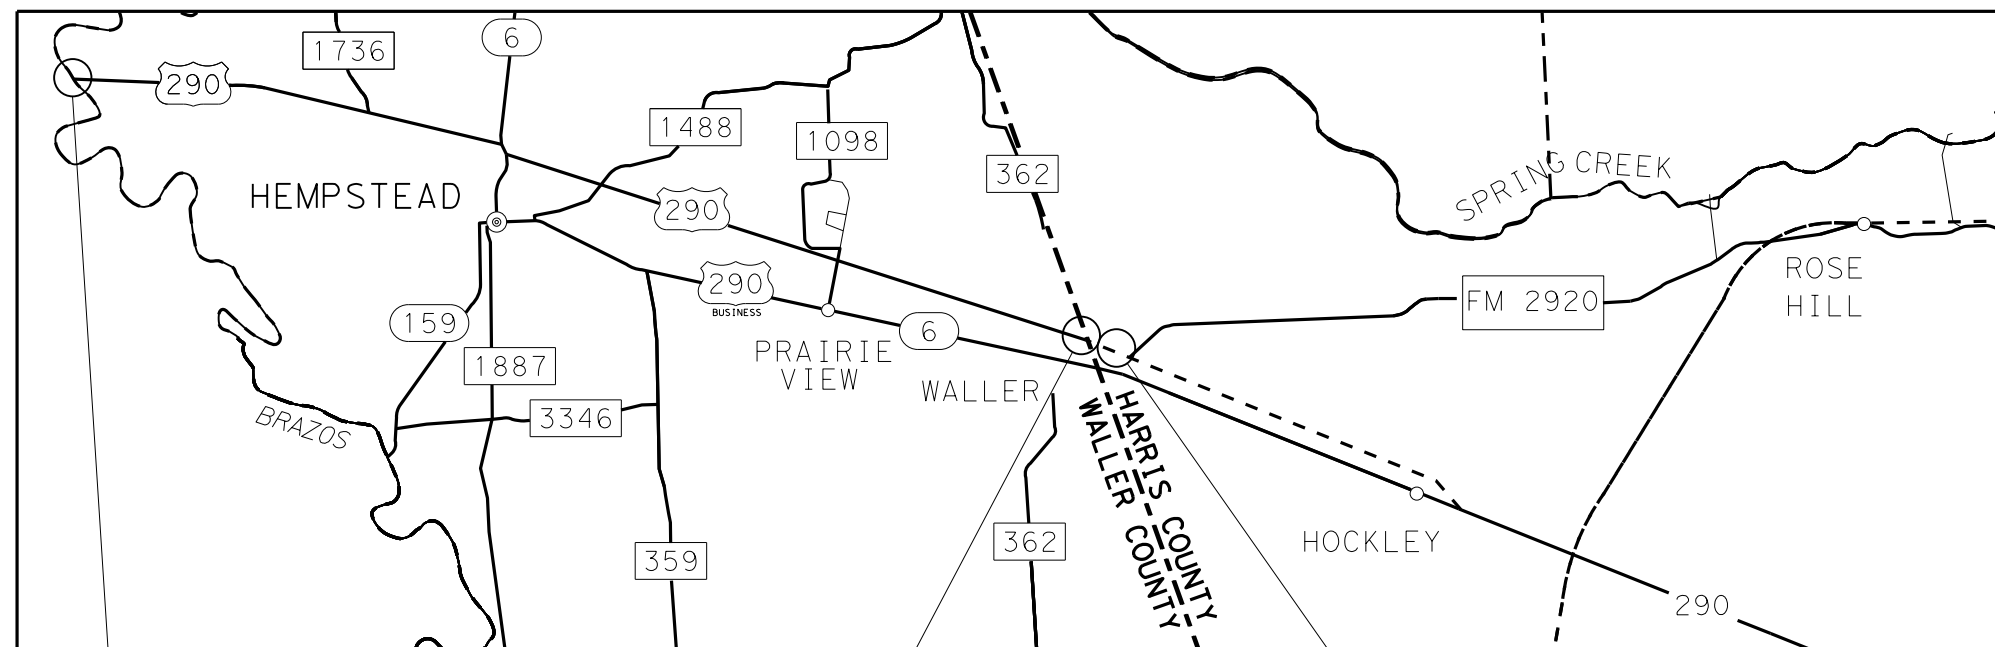 1736
6
290
1488
1098
362
SPRING CREEK
HEMPSTEAD
290
ROSE
HILL
290
BUSINESS
FM 2920
159
6
PRAIRIE
VIEW
1887
WALLER
3346
BRAZOS
HARRIS COUNTY
WALLER COUNTY
362
HOCKLEY
359
290